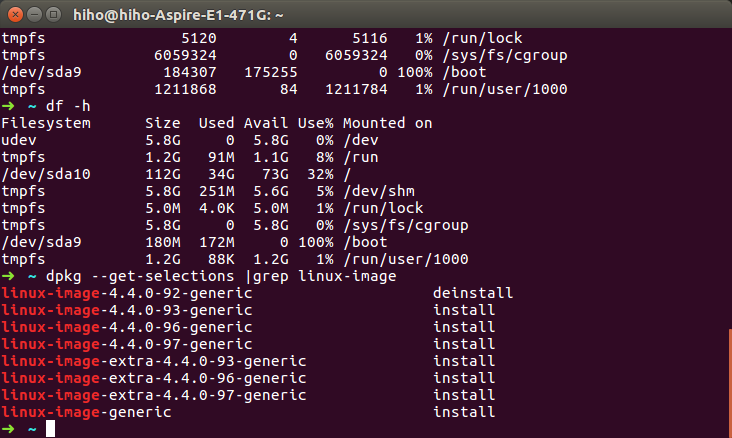 hiho@hiho-Aspire-E1-471G: ~
tmpfs 5120 4 5116 1% /run/lock
tmpfs 6059324 0 6059324 0% /sys/fs/cgroup
/dev/sda9 184307 175255 0 100% /boot
tmpfs 1211868 84 1211784 1% /run/user/1000
➜ ~ df -h
Filesystem Size Used Avail Use% Mounted on
udev 5.8G 0 5.8G 0% /dev
tmpfs 1.2G 91M 1.1G 8% /run
/dev/sda10 112G 34G 73G 32% /
tmpfs 5.8G 251M 5.6G 5% /dev/shm
tmpfs 5.0M 4.0K 5.0M 1% /run/lock
tmpfs 5.8G 0 5.8G 0% /sys/fs/cgroup
/dev/sda9 180M 172M 0 100% /boot
tmpfs 1.2G 88K 1.2G 1% /run/user/1000
➜ ~ dpkg --get-selections |grep linux-image
linux-image-4.4.0-92-generic deinstall
linux-image-4.4.0-93-generic install
linux-image-4.4.0-96-generic install
linux-image-4.4.0-97-generic install
linux-image-extra-4.4.0-93-generic install
linux-image-extra-4.4.0-96-generic install
linux-image-extra-4.4.0-97-generic install
linux-image-generic install
➜ ~